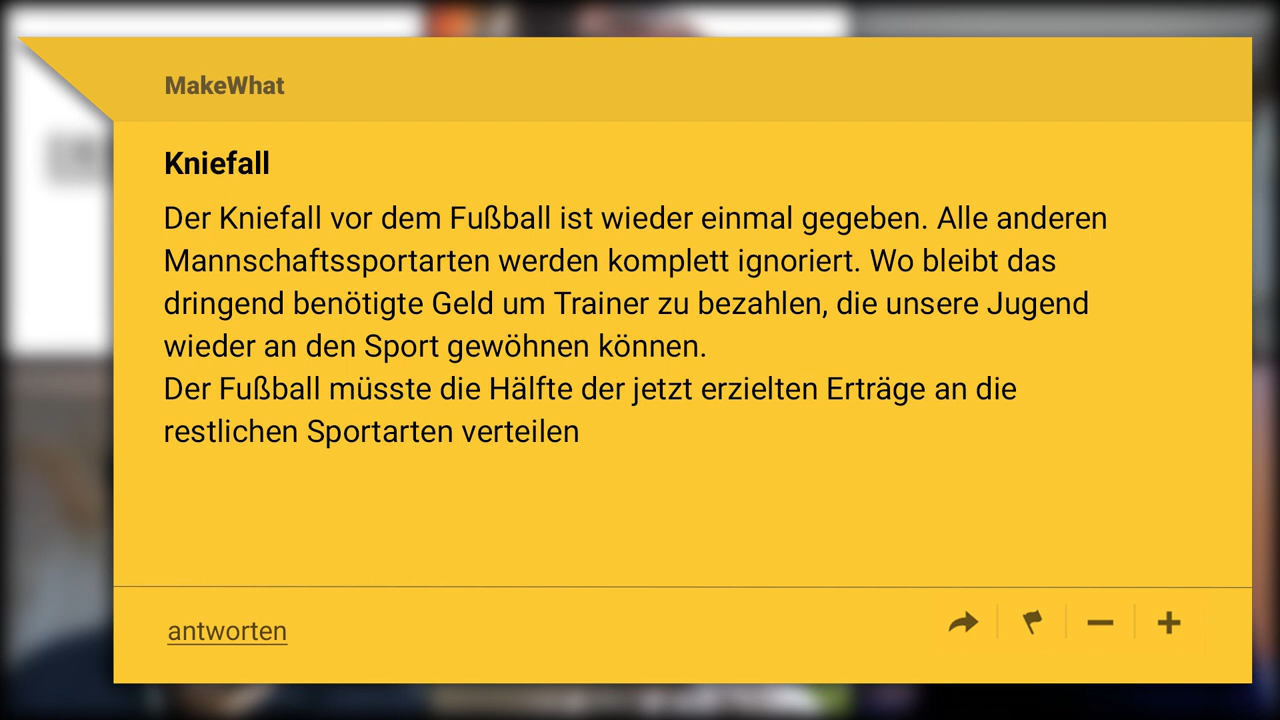 MakeWhat
Kniefall
Der Kniefall vor dem Fußball ist wieder einmal gegeben. Alle anderen
Mannschaftssportarten werden komplett ignoriert. Wo bleibt das
dringend benötigte Geld um Trainer zu bezahlen, die unsere Jugend
wieder an den Sport gewöhnen können.
Der Fußball müsste die Hälfte der jetzt erzielten Erträge an die
restlichen Sportarten verteilen
antworten